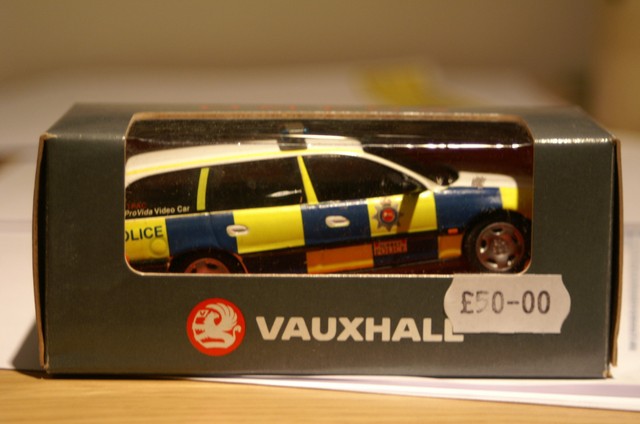 ProVida Video Car
OLICE
£50-00
VAUXHALL